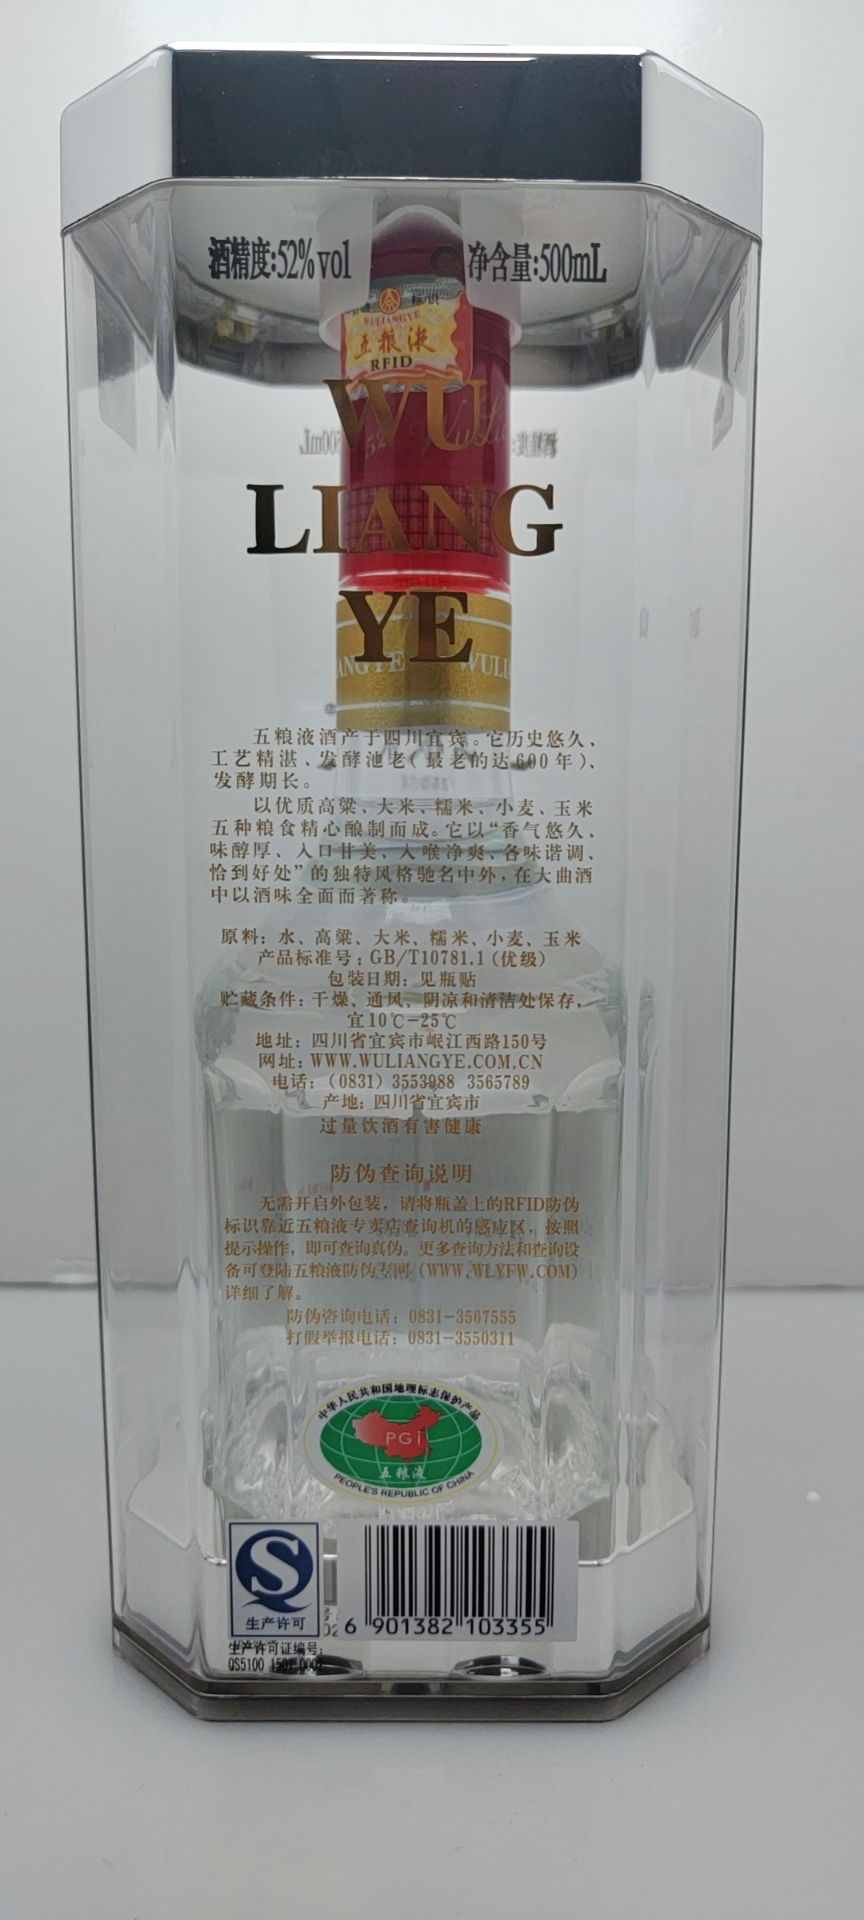 酒精度:52%vol
净含量:500mL
标识
WULIANGYE
五粮液
RFID
WU
LIANG
YE
ANGYE WULIA
五粮液酒产于四川宜宾。它历史悠久、
工艺精湛、发酵池老(最老的达600年)、
发酵期长。
以优质高粱、大米、糯米、小麦、玉米
五种粮食精心酿制而成。它以“香气悠久、
味醇厚、入口甘美、入喉净爽、各味谐调、
恰到好处”的独特风格驰名中外,在大曲酒
中以酒味全面而著称。
原料: 水、高粱、大米、糯米、小麦、玉米
产品标准号: GB/T10781.1(优级)
包装日期: 见瓶贴
贮藏条件: 干燥、通风、阴凉和清洁处保存,
宜10℃-25℃
地址: 四川省宜宾市岷江西路150号
网址: WWW.WULIANGYE.COM.CN
电话: (0831) 3553988 3565789
产地: 四川省宜宾市
过量饮酒有害健康
防伪查询说明
无需开启外包装, 请将瓶盖上的RFID防伪
标识靠近五粮液专卖店查询机的感应区, 按照
提示操作, 即可查询真伪。更多查询方法和查询设
备可登陆五粮液防伪专网(WWW.WLYFW.COM)
详细了解。
防伪咨询电话: 0831-3567555
打假举报电话: 0831-3550311
中华人民共和国地理标志保护产品
PGI
五粮液
PEOPLE'S REPUBLIC OF CHINA
S
生产许可
6 901382 103355
生产许可证编号:
QS5100 1501 0002